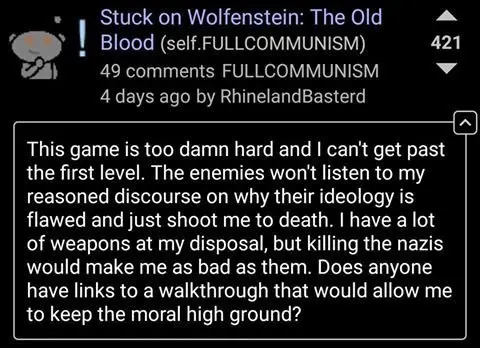 Stuck on Wolfenstein: The Old
Blood (self.FULLCOMMUNISM)
421
49 comments FULLCOMMUNISM
4 days ago by RhinelandBasterd
This game is too damn hard and I can't get past
the first level. The enemies won't listen to my
reasoned discourse on why their ideology is
flawed and just shoot me to death. I have a lot
of weapons at my disposal, but killing the nazis
would make me as bad as them. Does anyone
have links to a walkthrough that would allow me
to keep the moral high ground?